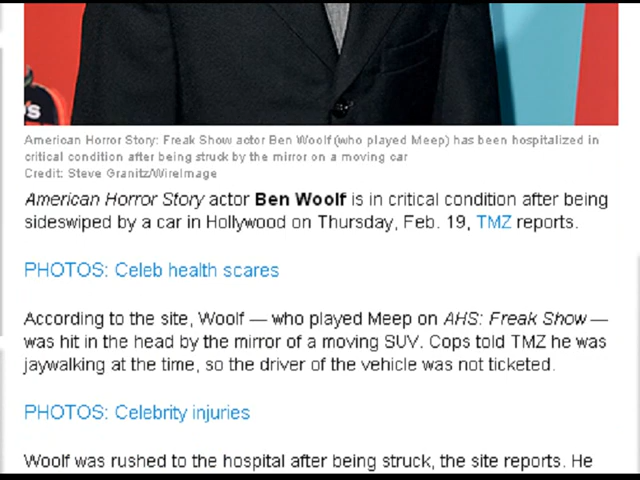 's
American Horror Story: Freak Show actor Ben Woolf (who played Meep) has been hospitalized in
critical condition after being struck by the mirror on a moving car
Credit: Steve Granitz/WireImage
American Horror Story actor Ben Woolf is in critical condition after being
sideswiped by a car in Hollywood on Thursday, Feb. 19, TMZ reports.
PHOTOS: Celeb health scares
According to the site, Woolf — who played Meep on AHS: Freak Show —
was hit in the head by the mirror of a moving SUV. Cops told TMZ he was
jaywalking at the time, so the driver of the vehicle was not ticketed.
PHOTOS: Celebrity injuries
Woolf was rushed to the hospital after being struck, the site reports. He